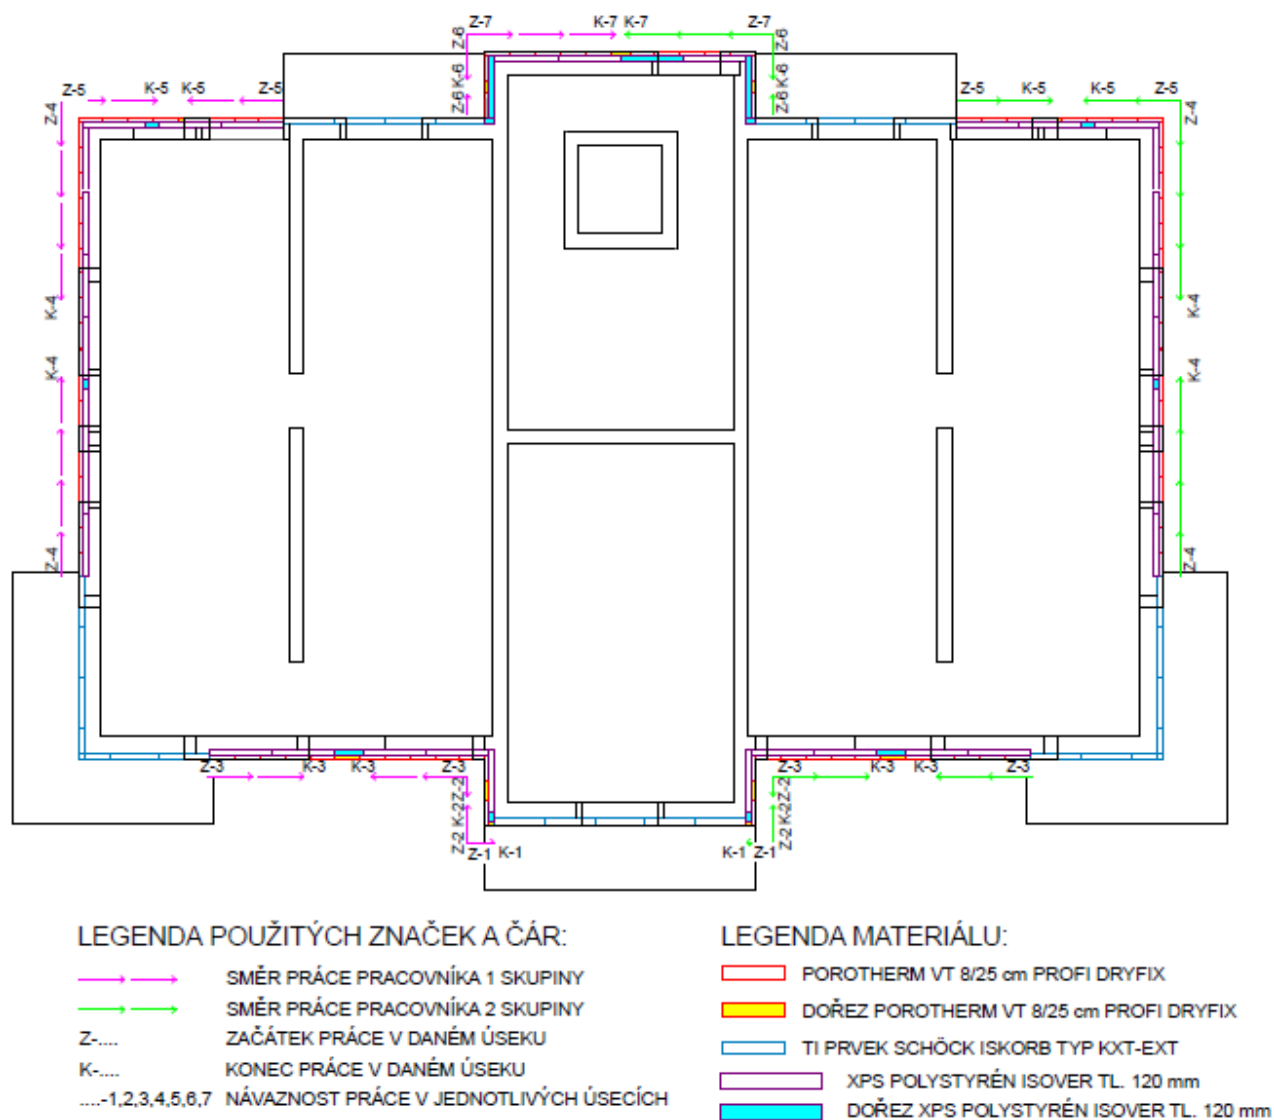 Z-7 K-7 K-7 Z-7
Z-6 Z-6
K-6 K-6
Z-6 Z-6
Z-5 K-5 K-5 Z-5 Z-5 K-5 K-5 Z-5
Z-4 Z-4
K-4 K-4
K-4 K-4
Z-4 Z-4
Z-3 K-3 K-3 Z-3 Z-3 K-3 K-3 Z-3
Z-2 Z-2
K-2 K-2
Z-2 Z-2
Z-1 K-1 K-1 Z-1
LEGENDA POUŽITÝCH ZNAČEK A ČÁR:
SMĚR PRÁCE PRACOVNÍKA 1 SKUPINY
SMĚR PRÁCE PRACOVNÍKA 2 SKUPINY
Z-.... ZAČÁTEK PRÁCE V DANÉM ÚSEKU
K-.... KONEC PRÁCE V DANÉM ÚSEKU
....-1,2,3,4,5,6,7 NÁVAZNOST PRÁCE V JEDNOTLIVÝCH ÚSECÍCH
LEGENDA MATERIÁLU:
POROTHERM VT 8/25 cm PROFI DRYFIX
DOŘEZ POROTHERM VT 8/25 cm PROFI DRYFIX
TI PRVEK SCHÖCK ISKORB TYP KXT-EXT
XPS POLYSTYRÉN ISOVER TL. 120 mm
DOŘEZ XPS POLYSTYRÉN ISOVER TL. 120 mm